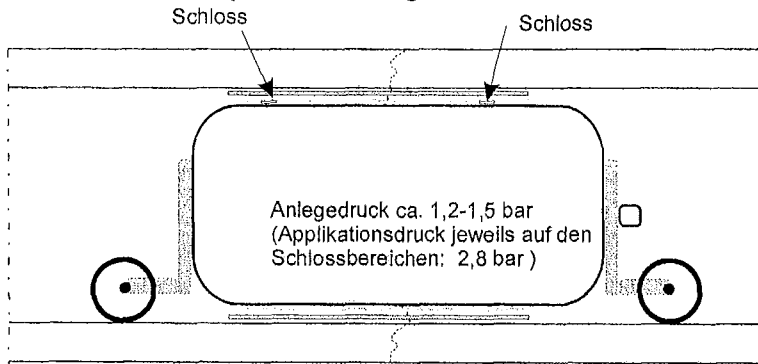 Schloss
Schloss
Anlegedruck ca. 1,2-1,5 bar
(Applikationsdruck jeweils auf den
Schlossbereichen: 2,8 bar )